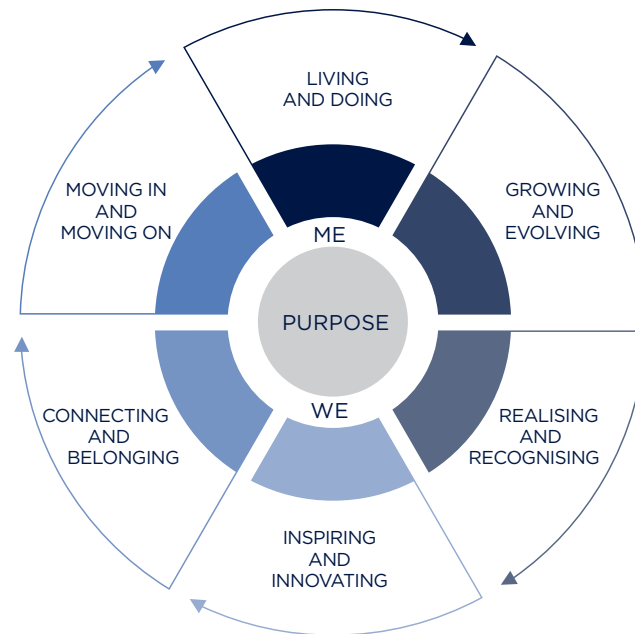 LIVING
AND DOING
GROWING
AND
EVOLVING
REALISING
AND
RECOGNISING
INSPIRING
AND
INNOVATING
CONNECTING
AND
BELONGING
MOVING IN
AND
MOVING ON
ME
PURPOSE
WE